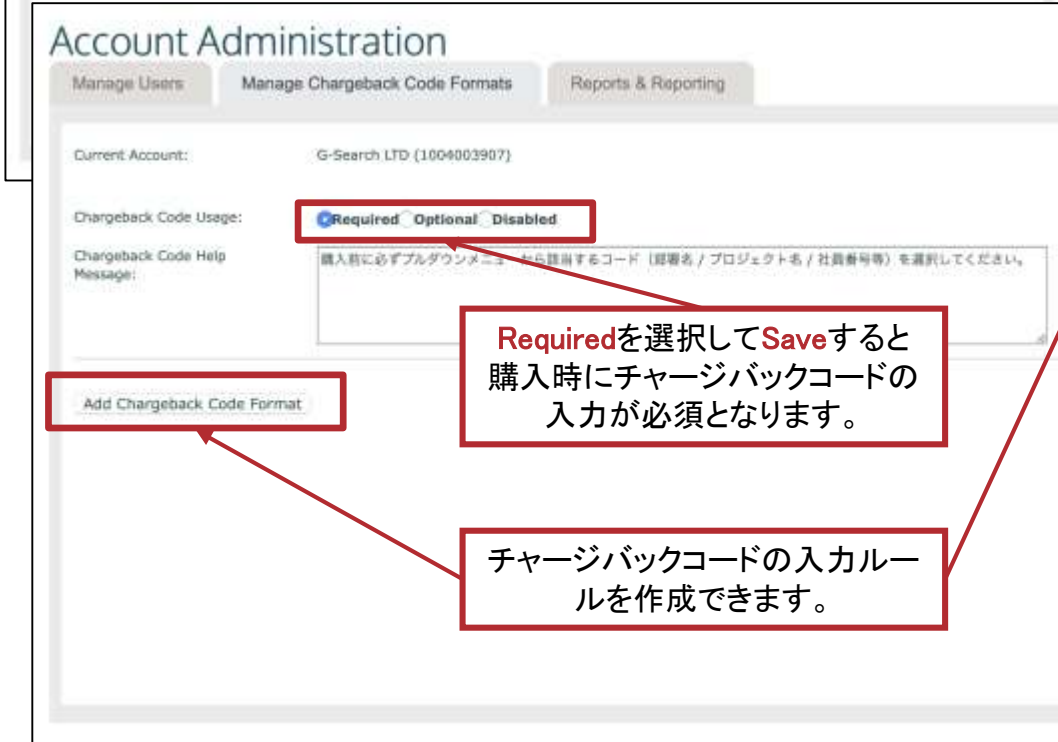 Account Administration
Manage Users
Manage Chargeback Code Formats
Reports & Reporting
Current Account:
G-Search LTD (1004003907)
Chargeback Code Usage:
Required Optional Disabled
Chargeback Code Help
Message:
購入前に必ずプルダウンメニューから該当するコード（部署名 / プロジェクト名 / 社員番号等）を選択してください。
Requiredを選択してSaveすると
購入時にチャージバックコードの
入力が必須となります。
Add Chargeback Code Format
チャージバックコードの入力ルー
ルを作成できます。